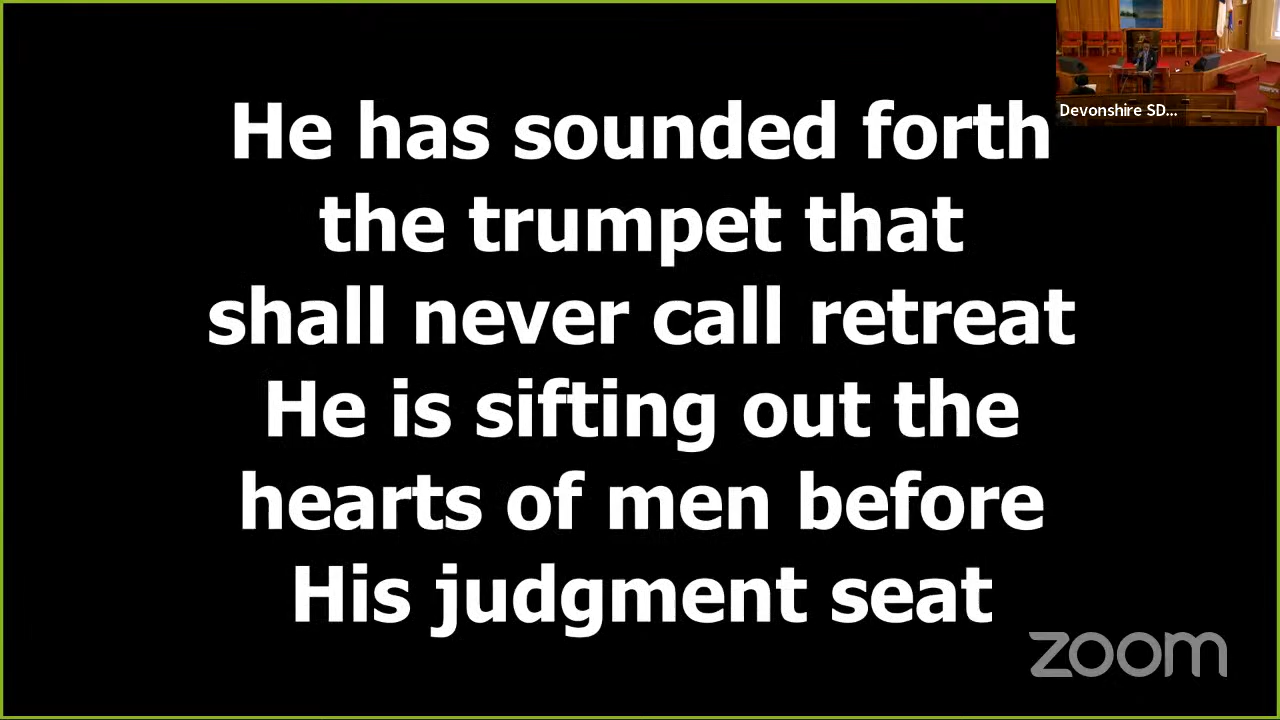 Devonshire SD...
He has sounded forth
the trumpet that
shall never call retreat
He is sifting out the
hearts of men before
His judgment seat
zoom